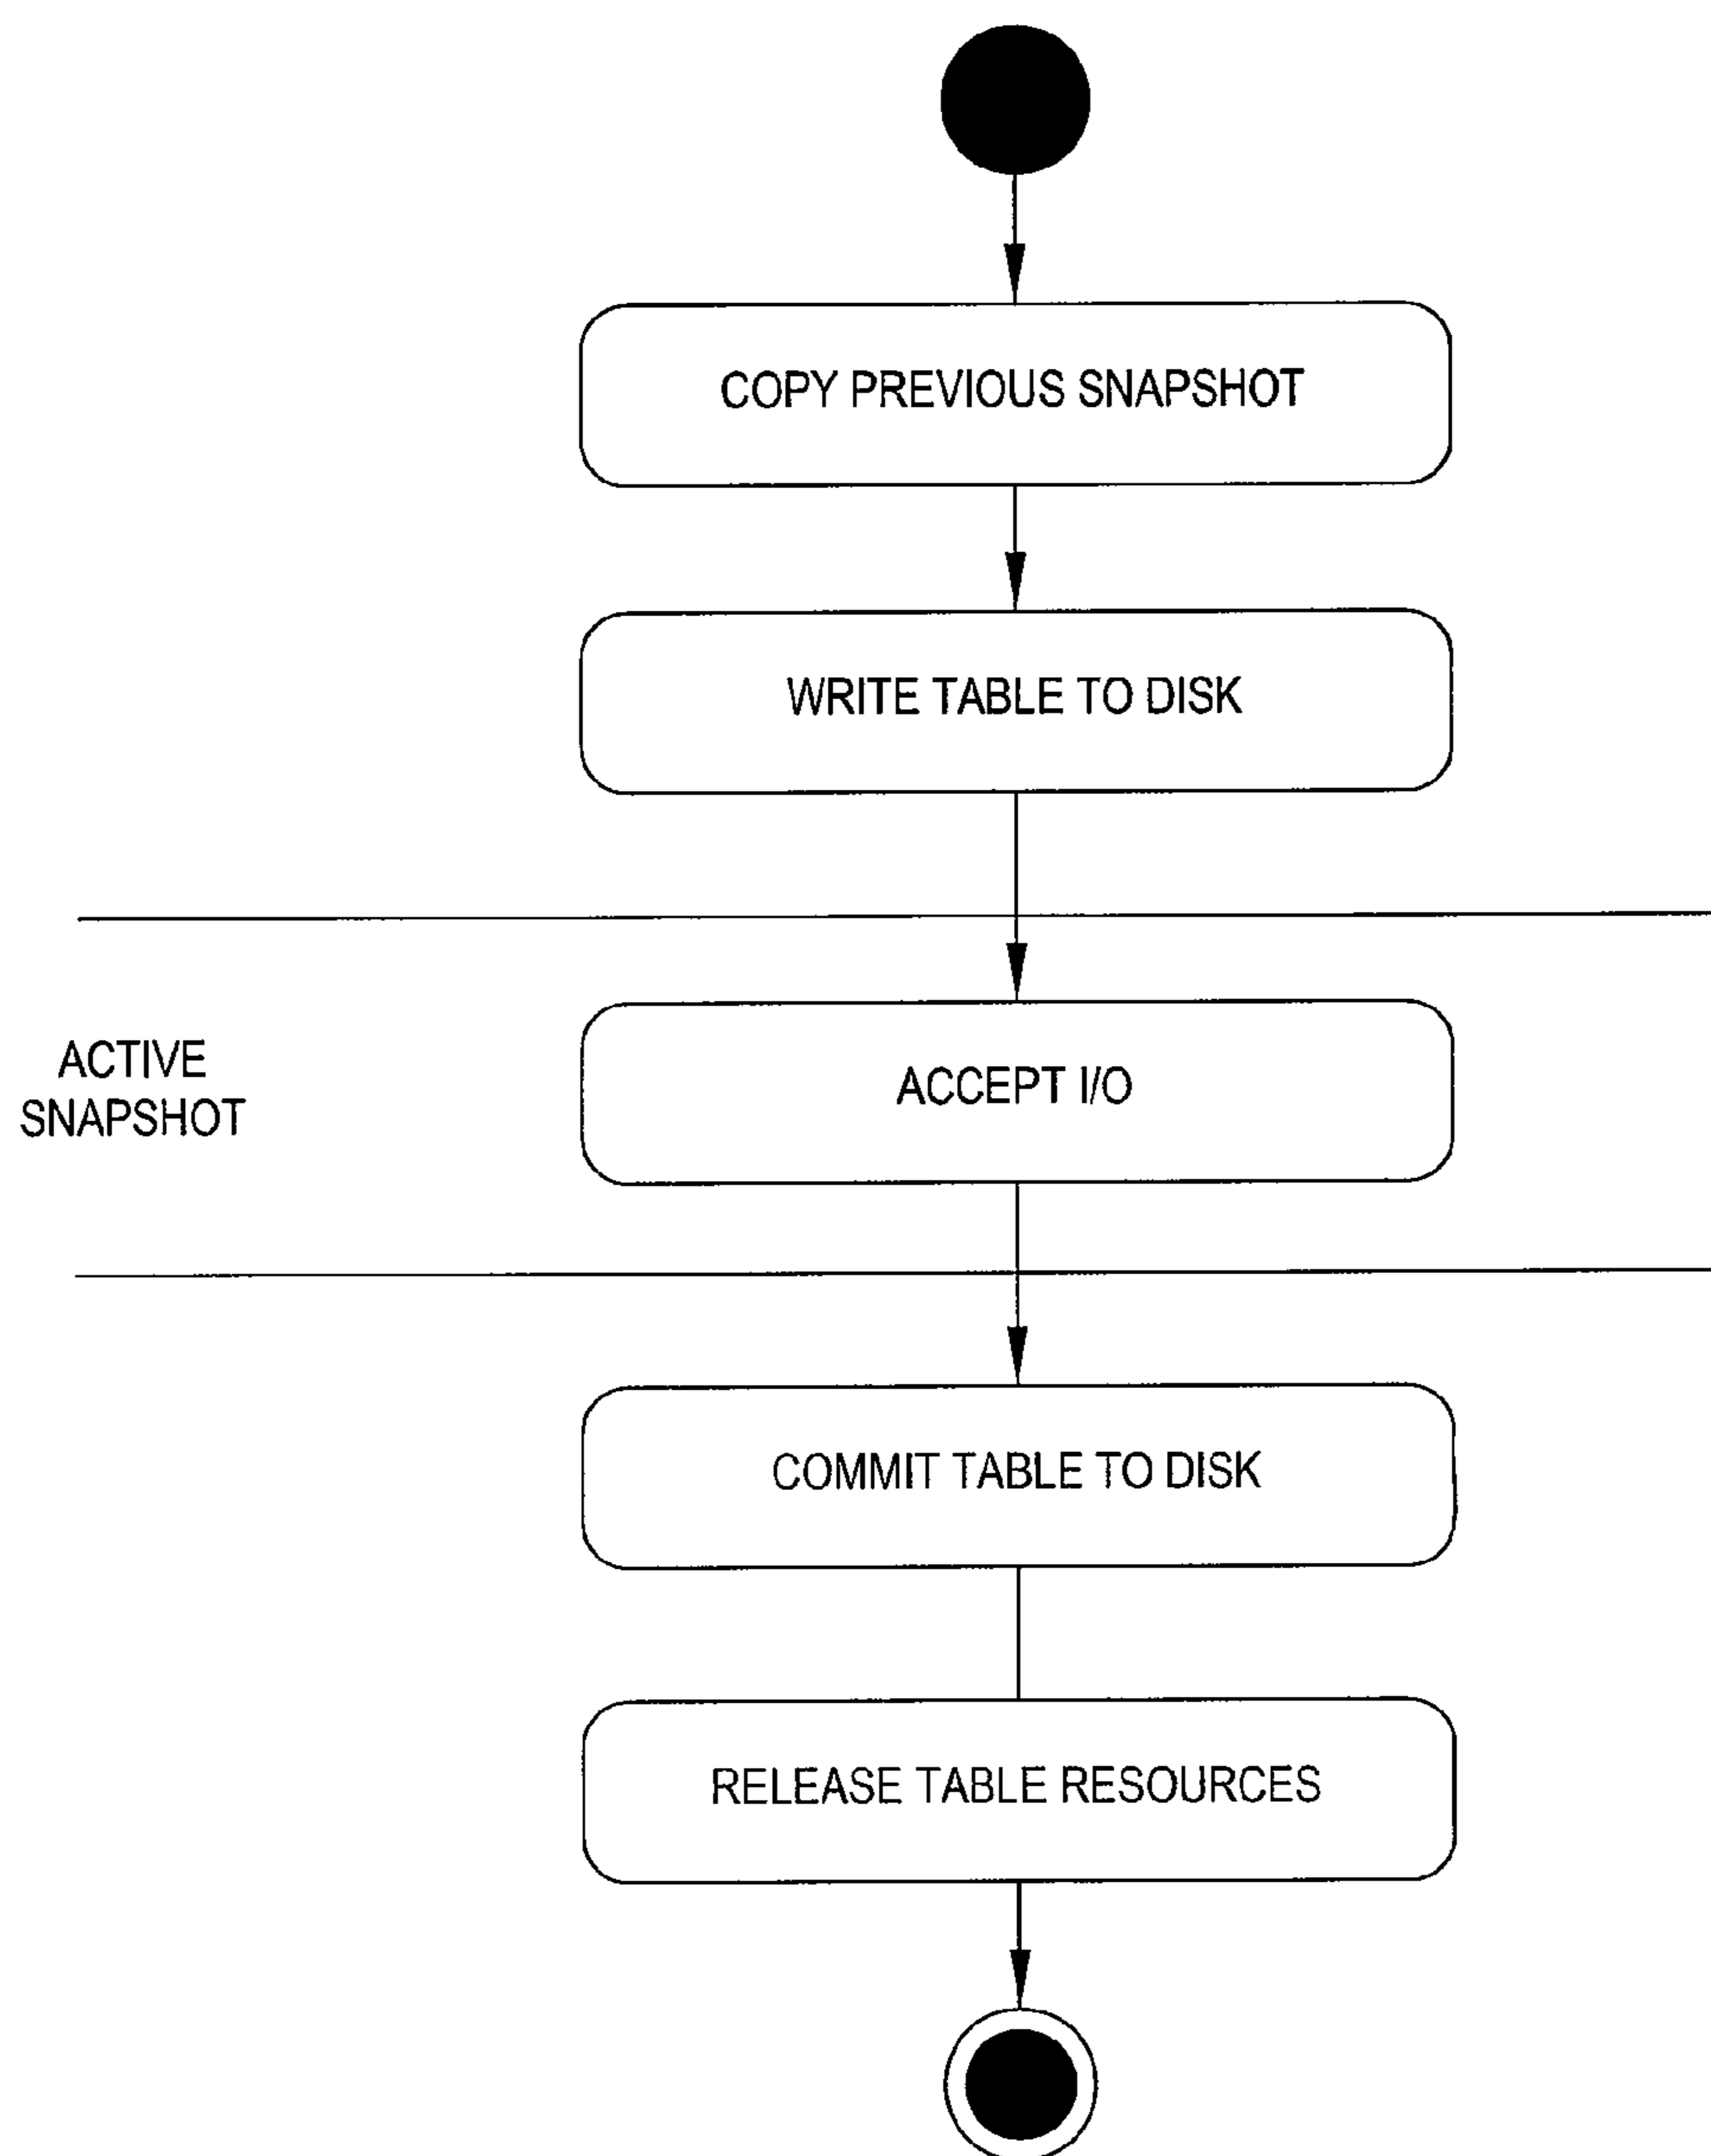 COPY PREVIOUS SNAPSHOT
WRITE TABLE TO DISK
ACTIVE
SNAPSHOT
ACCEPT I/O
COMMIT TABLE TO DISK
RELEASE TABLE RESOURCES